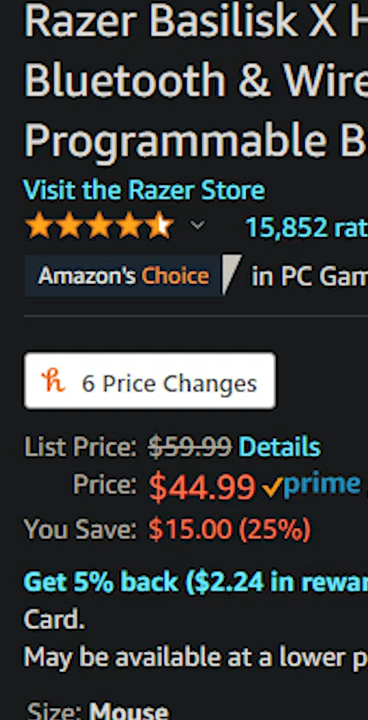 Razer Basilisk X
Bluetooth & Wire
Programmable B
Visit the Razer Store
15,852 rat
Amazon's Choice in PC Gam
6 Price Changes
List Price: $59.99 Details
Price: $44.99 prime
You Save: $15.00 (25%)
Get 5% back ($2.24 in rewar
Card.
May be available at a lower p
Size: Mouse